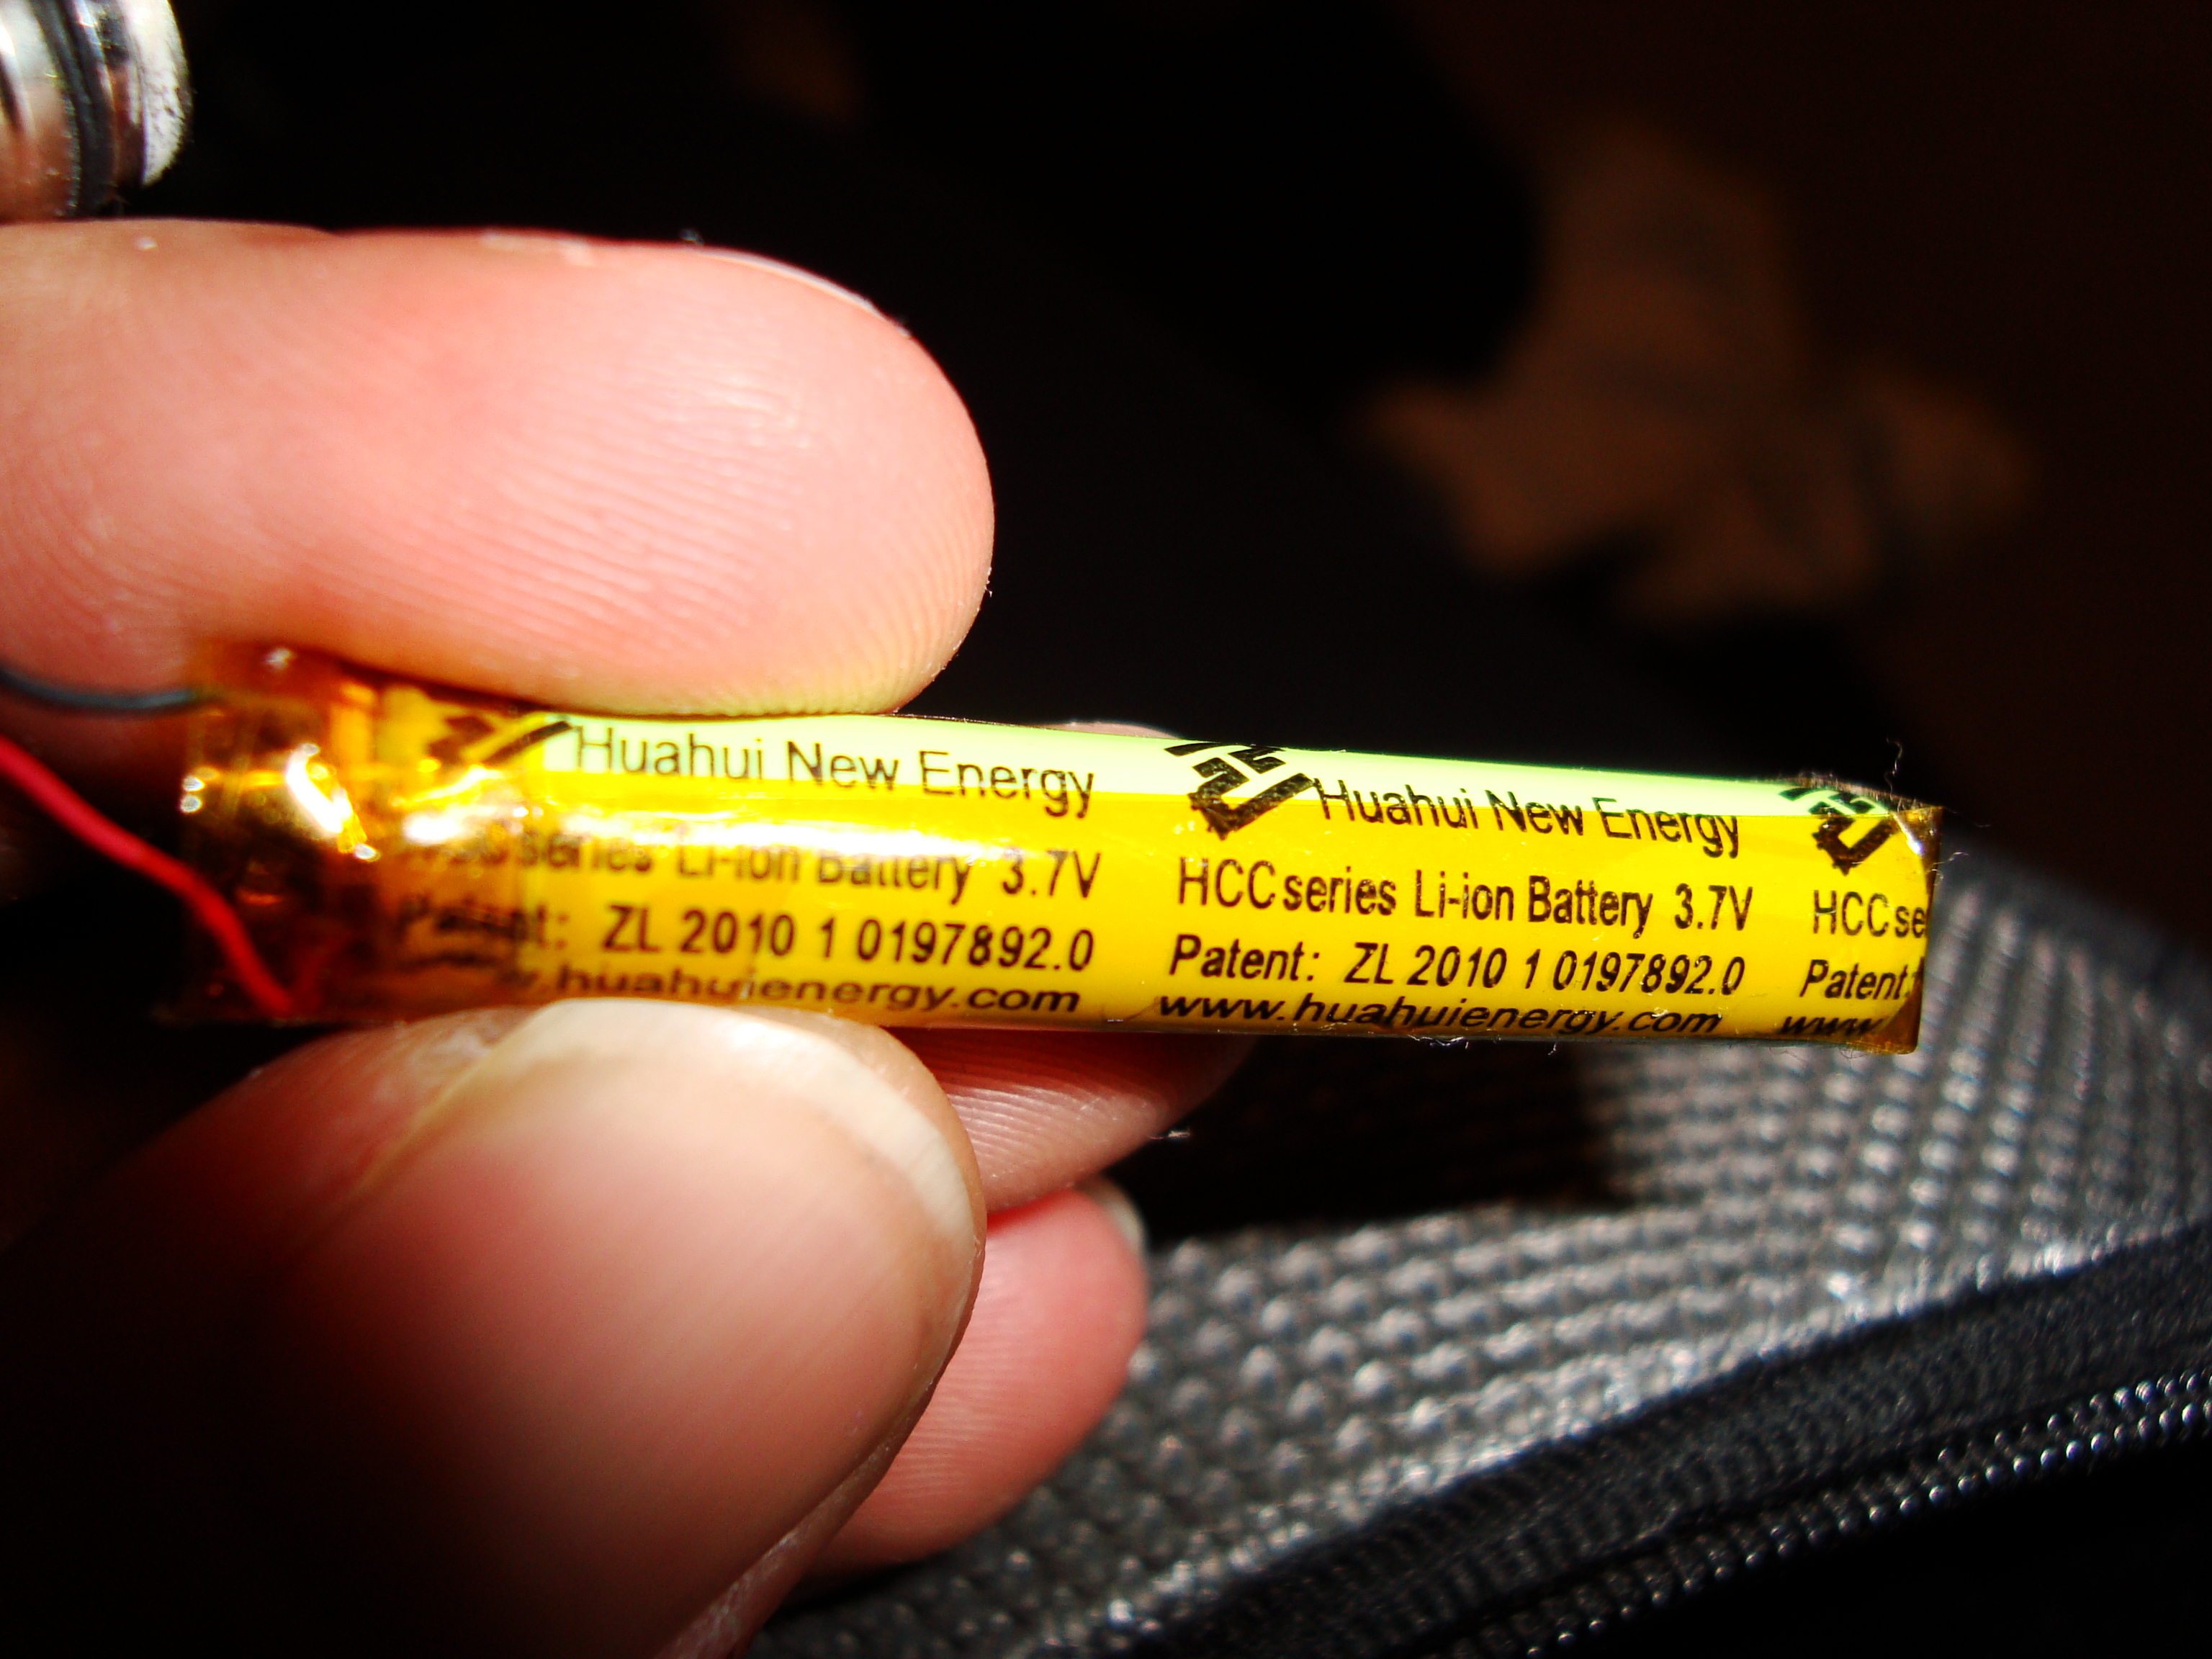 Huahui New Energy Huahui New Energy
series Li-ion Battery 3.7V HCC series Li-ion Battery 3.7V HCC se
Patent: ZL 2010 1 0197892.0 Patent: ZL 2010 1 0197892.0 Patent:
w.huahuienergy.com www.huahuienergy.com www.